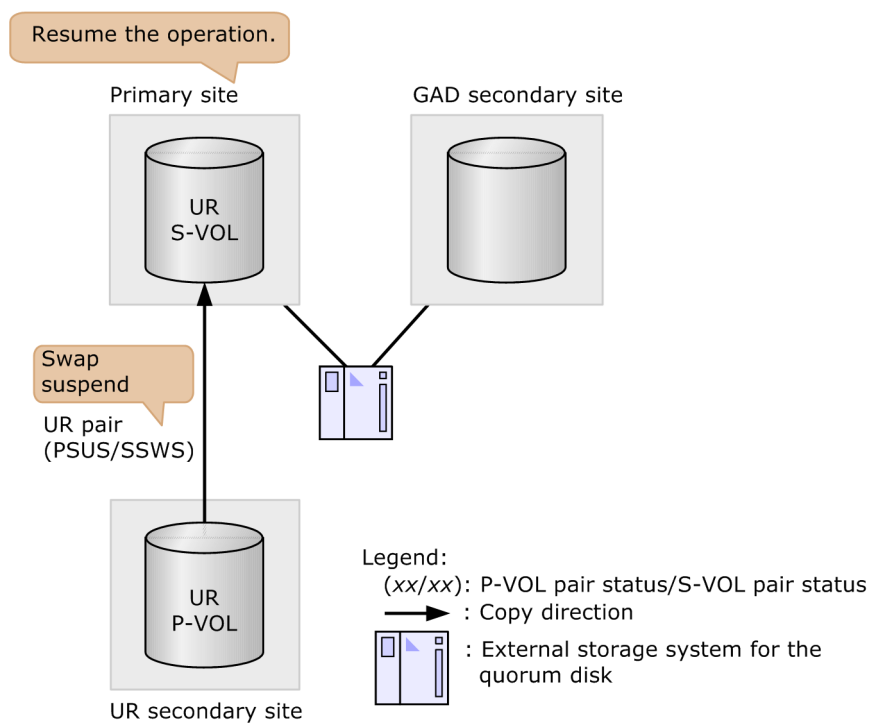 Resume the operation.
Primary site
GAD secondary site
UR
S-VOL
Swap
suspend
UR pair
(PSUS/SSWS)
UR
P-VOL
UR secondary site
Legend:
(xx/xx): P-VOL pair status/S-VOL pair status
: Copy direction
: External storage system for the
quorum disk